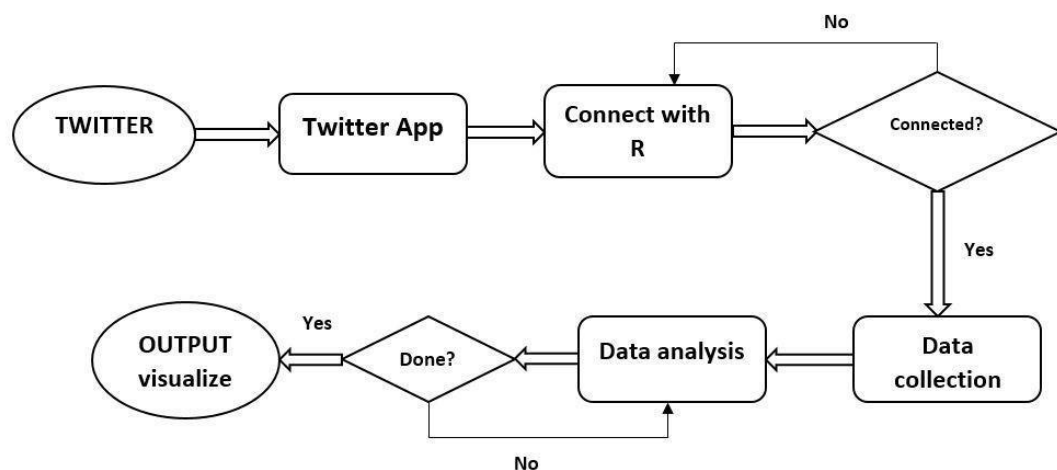 No
TWITTER
Twitter App
Connect with
R
Connected?
Yes
Yes
OUTPUT
visualize
Done?
Data analysis
Data
collection
No